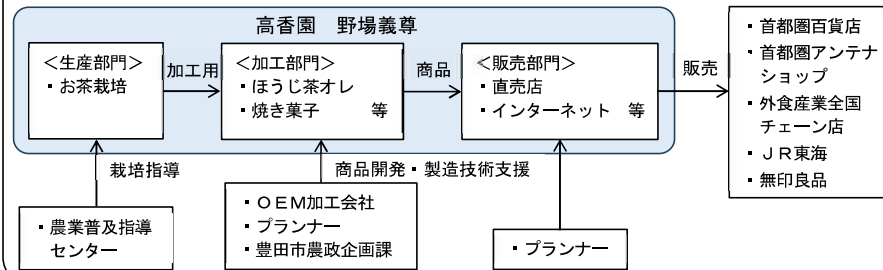 高香園　野場義尊
＜生産部門＞
・お茶栽培
加工用
＜加工部門＞
・ほうじ茶オレ
・焼き菓子　　等
商品
＜販売部門＞
・直売店
・インターネット　等
販売
・首都圏百貨店
・首都圏アンテナ
ショップ
・外食産業全国
チェーン店
・ＪＲ東海
・無印良品
栽培指導
商品開発・製造技術支援
・農業普及指導
センター
・ＯＥＭ加工会社
・プランナー
・豊田市農政企画課
・プランナー